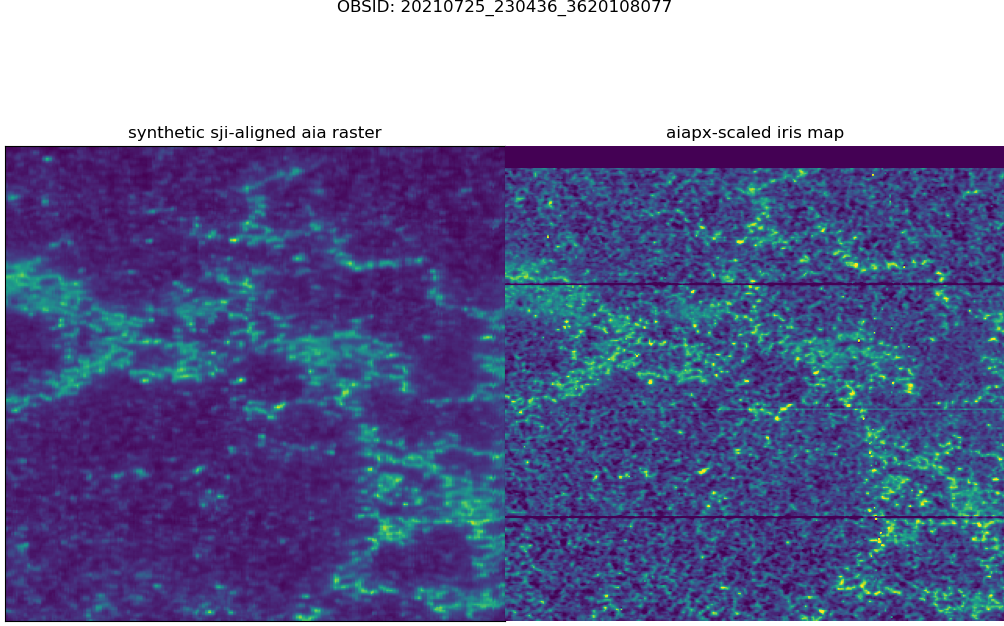 OBSID: 20210725_230436_3620108077
synthetic sji-aligned aia raster
aiapx-scaled iris map